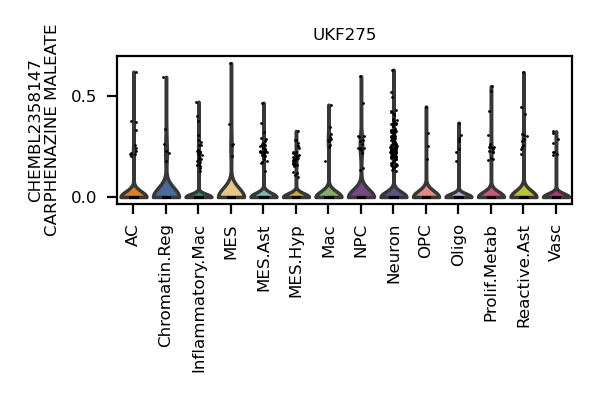 UKF275
CHEMBL2358147
CARPHENAZINE MALEATE
0.5
0.0
AC
Chromatin.Reg
Inflammatory.Mac
MES
MES.Ast
MES.Hyp
Mac
NPC
Neuron
OPC
Oligo
Prolif.Metab
Reactive.Ast
Vasc